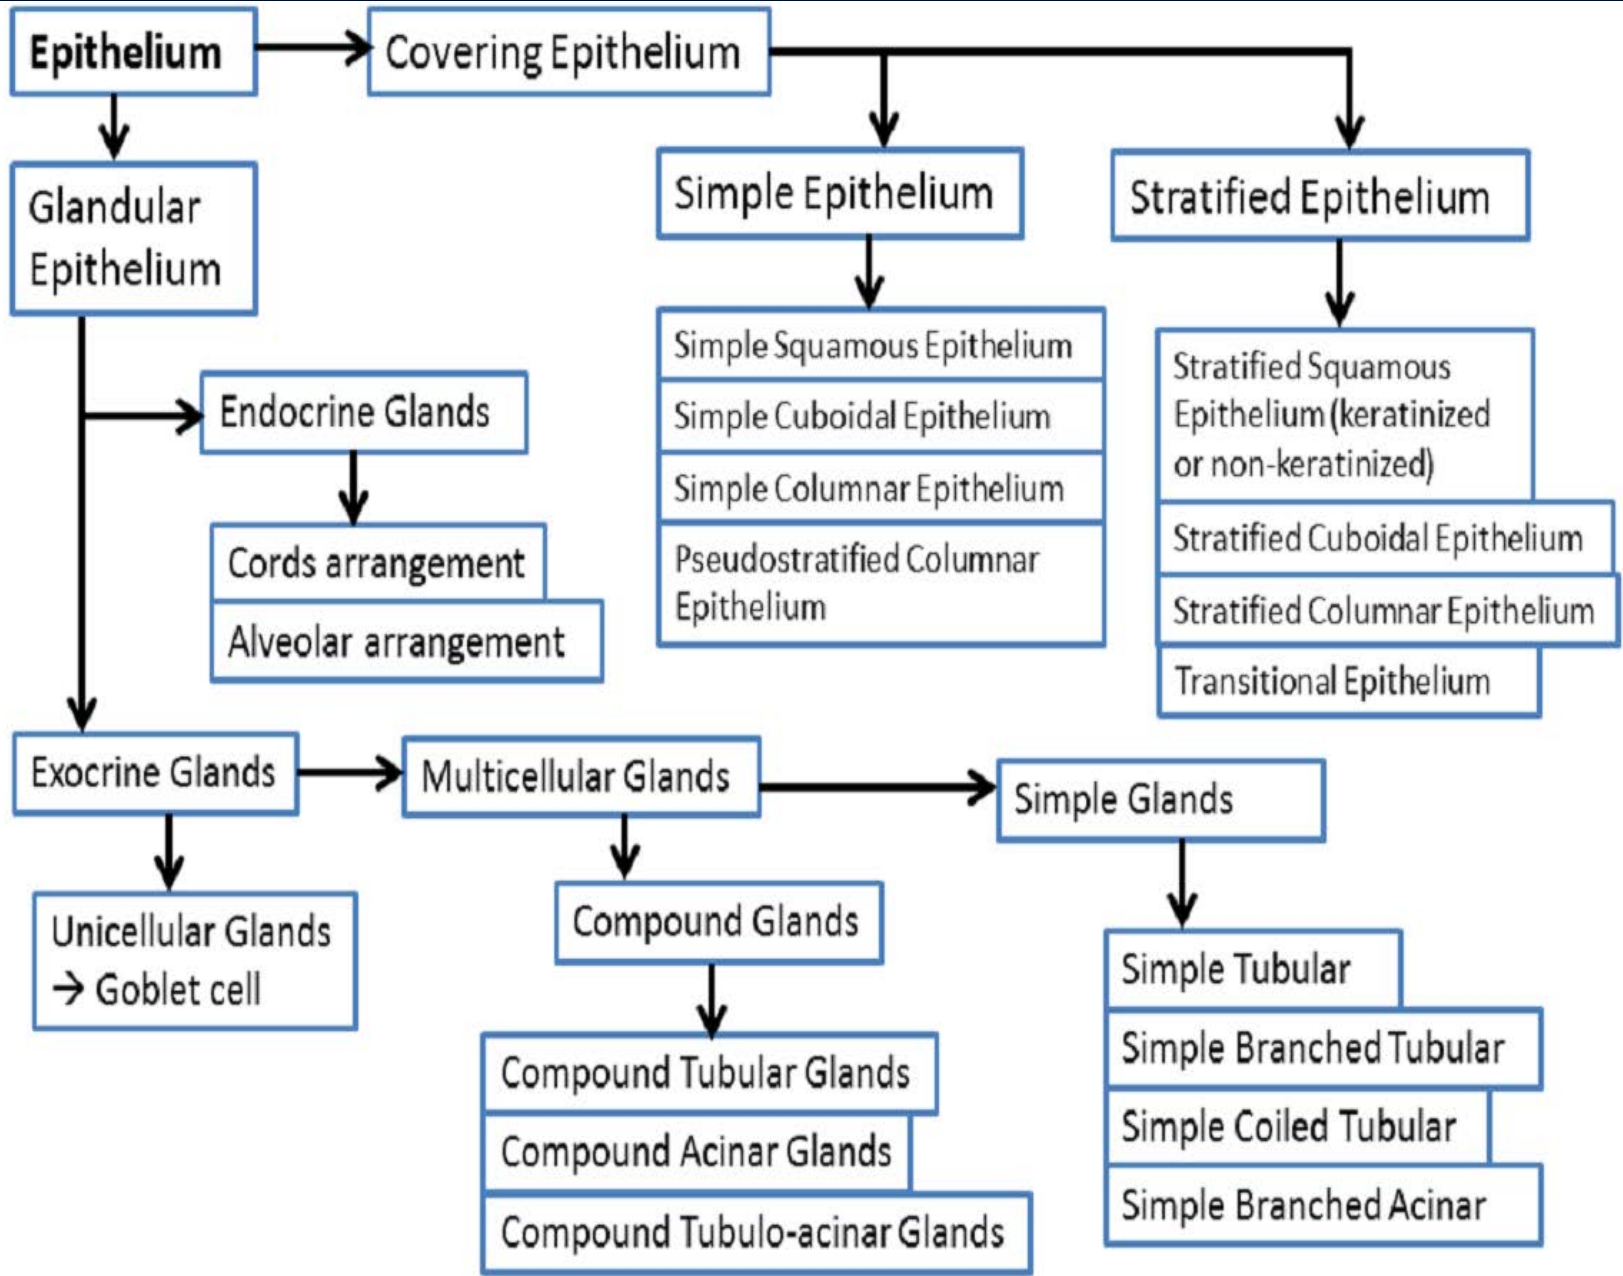 Epithelium
Covering Epithelium
Glandular
Epithelium
Simple Epithelium
Stratified Epithelium
Simple Squamous Epithelium
Simple Cuboidal Epithelium
Simple Columnar Epithelium
Pseudostratified Columnar
Epithelium
Stratified Squamous
Epithelium (keratinized
or non-keratinized)
Stratified Cuboidal Epithelium
Stratified Columnar Epithelium
Transitional Epithelium
Endocrine Glands
Cords arrangement
Alveolar arrangement
Exocrine Glands
Multicellular Glands
Simple Glands
Unicellular Glands
→ Goblet cell
Compound Glands
Compound Tubular Glands
Compound Acinar Glands
Compound Tubulo-acinar Glands
Simple Tubular
Simple Branched Tubular
Simple Coiled Tubular
Simple Branched Acinar